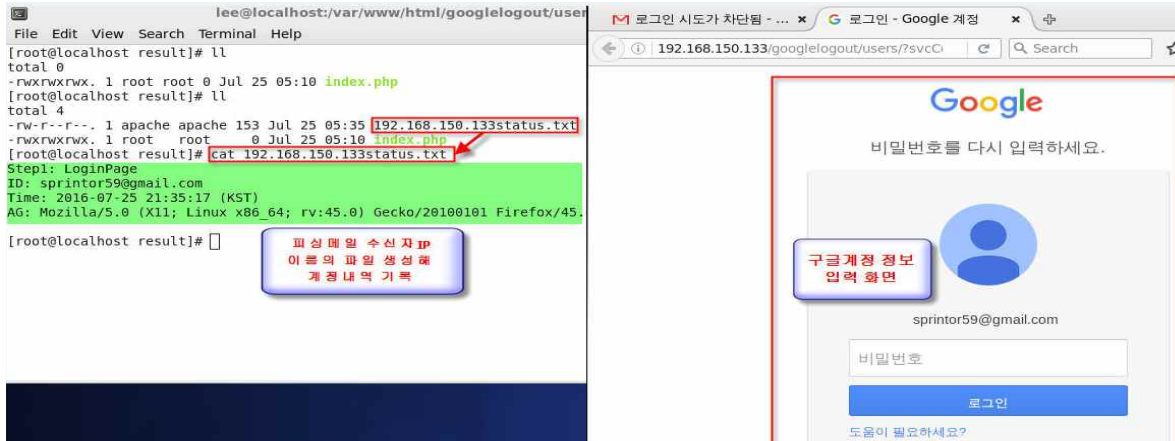 lee@localhost:/var/www/html/googlelogout/user
File Edit View Search Terminal Help
[root@localhost result]# ll
total 0
-rwxrwxrwx. 1 root root 0 Jul 25 05:10 index.php
[root@localhost result]# ll
total 4
-rw-r--r--. 1 apache apache 153 Jul 25 05:35 192.168.150.133status.txt
-rwxrwxrwx. 1 root root 0 Jul 25 05:10 index.php
[root@localhost result]# cat 192.168.150.133status.txt
Step1: LoginPage
ID: sprintor59@gmail.com
Time: 2016-07-25 21:35:17 (KST)
AG: Mozilla/5.0 (X11; Linux x86_64; rv:45.0) Gecko/20100101 Firefox/45.
[root@localhost result]#
피싱메일 수신자IP
이름의 파일 생성해
계정내역 기록
로그인 시도가 차단됨 - ...
로그인 - Google 계정
192.168.150.133/googlelogout/users/?svcC
Search
Google
비밀번호를 다시 입력하세요.
구글계정 정보
입력 화면
sprintor59@gmail.com
비밀번호
로그인
도움이 필요하세요?